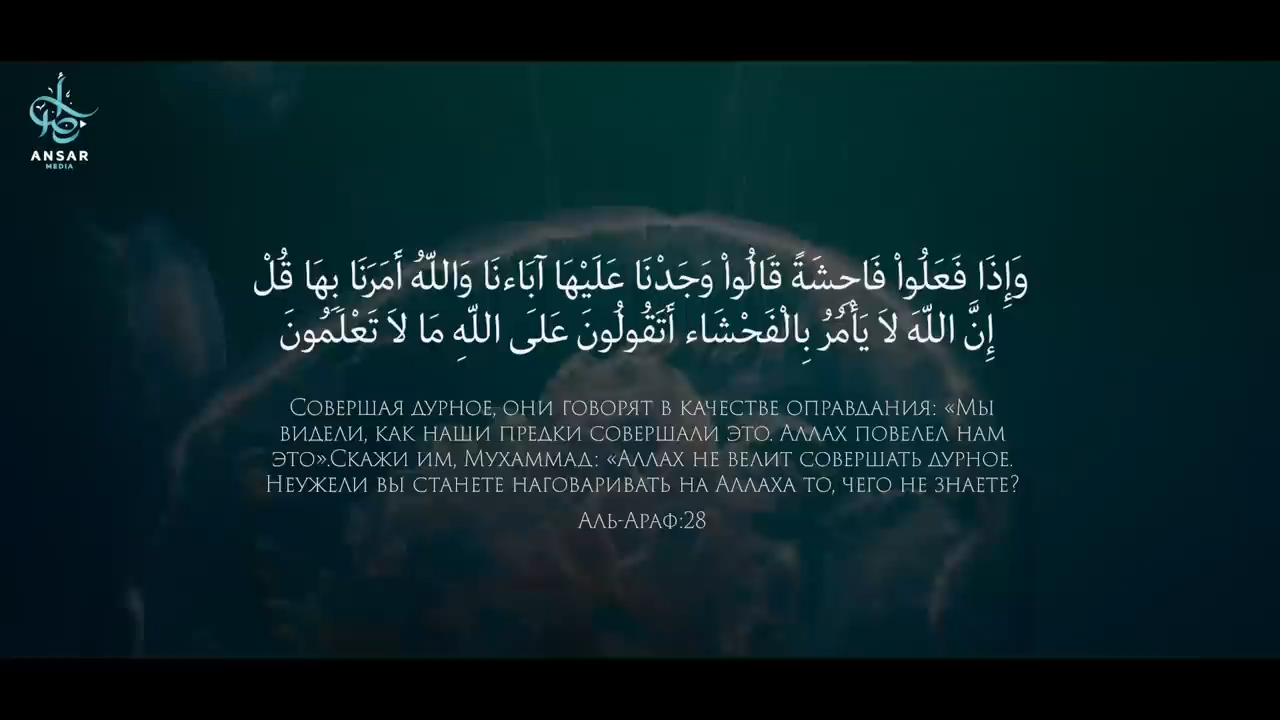 ANSAR
MEDIA
وَإِذَا فَعَلُواْ فَاحِشَةً قَالُواْ وَجَدْنَا عَلَيْهَا آبَاءنَا وَاللّهُ أَمَرَنَا بِهَا قُلْ
إِنَّ اللّهَ لاَ يَأْمُرُ بِالْفَحْشَاء أَتَقُولُونَ عَلَى اللّهِ مَا لاَ تَعْلَمُونَ
Совершая дурное, они говорят в качестве оправдания: «Мы
видели, как наши предки совершали это. Аллах повелел нам
это».Скажи им, Мухаммад: «Аллах не велит совершать дурное.
Неужели вы станете наговаривать на Аллаха то, чего не знаете?
Аль-Араф:28